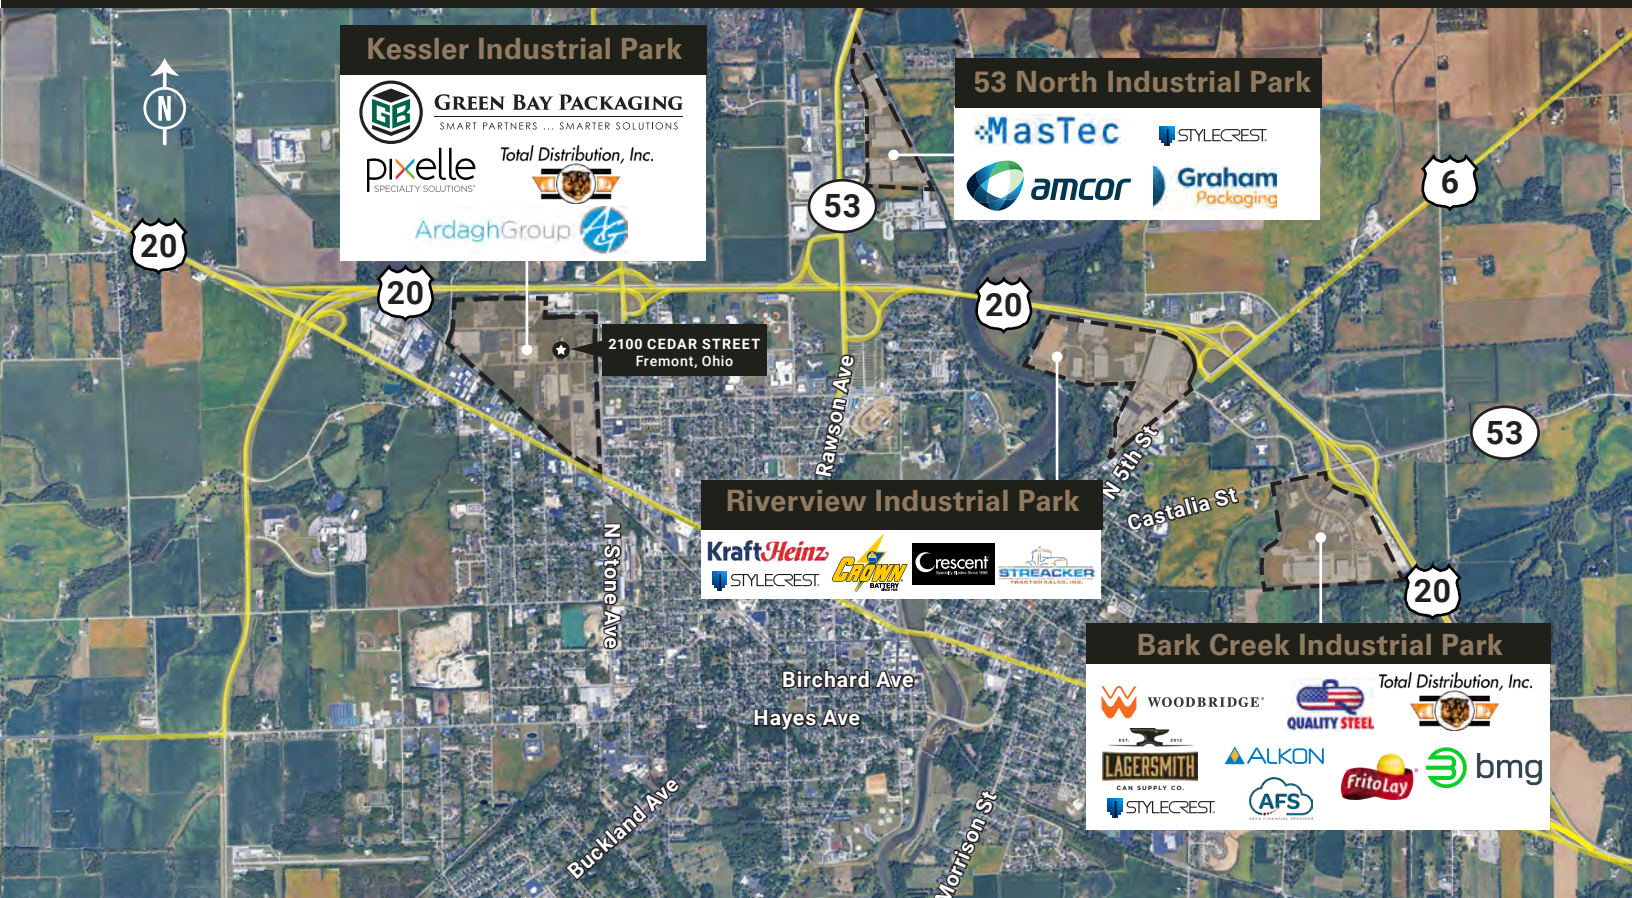 Kessler Industrial Park
GB
GREEN BAY PACKAGING
SMART PARTNERS ... SMARTER SOLUTIONS
pixelle
SPECIALTY SOLUTIONS
Total Distribution, Inc.
ArdaghGroup
53 North Industrial Park
MasTec
STYLECREST
amcor
Graham
Packaging
N
20
20
53
20
6
2100 CEDAR STREET
Fremont, Ohio
Rawson Ave
53
N 5th St
Castalia St
Riverview Industrial Park
KraftHeinz
STYLECREST
CROWN
BATTERY
Crescent
STREACKER
TRACTOR SALES, INC.
N Stone Ave
20
Bark Creek Industrial Park
WOODBRIDGE
QUALITY STEEL
Total Distribution, Inc.
EST. 2012
LAGERSMITH
CAN SUPPLY CO.
ALKON
FritoLay
bmg
STYLECREST
AFS
Birchard Ave
Hayes Ave
Buckland Ave
Morrison St